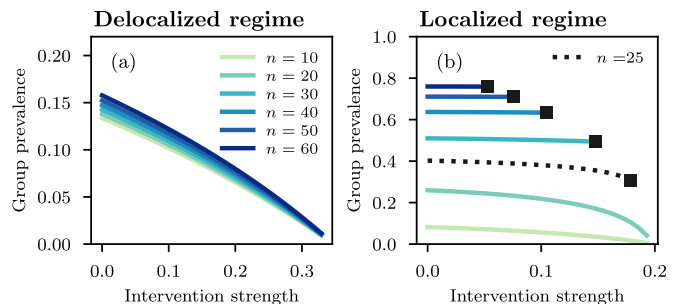 Delocalized regime
Localized regime
(a)
n = 10
n = 20
n = 30
n = 40
n = 50
n = 60
Group prevalence
0.20
0.15
0.10
0.05
0.00
0.0 0.1 0.2 0.3
Intervention strength
(b)
n =25
Group prevalence
1.0
0.8
0.6
0.4
0.2
0.0
0.0 0.1 0.2
Intervention strength